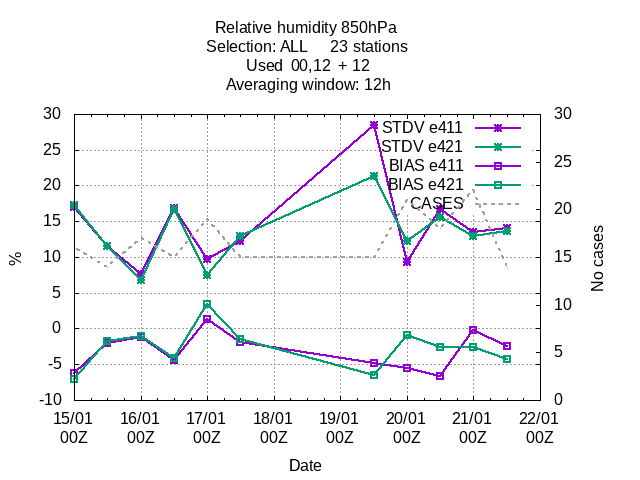 Relative humidity 850hPa
Selection: ALL     23 stations
Used  00,12  + 12
Averaging window: 12h
30 30
25 25
20 20
15 15
10 10
5 5
0 0
-5
-10
%
No cases
STDV e411
STDV e421
BIAS e411
BIAS e421
CASES
15/01 16/01 17/01 18/01 19/01 20/01 21/01 22/01
00Z 00Z 00Z 00Z 00Z 00Z 00Z 00Z
Date